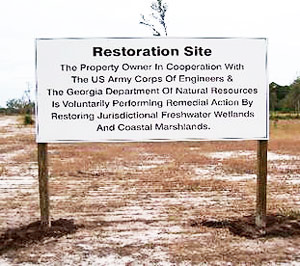 Restoration Site
The Property Owner In Cooperation With
The US Army Corps Of Engineers &
The Georgia Department Of Natural Resources
Is Voluntarily Performing Remedial Action By
Restoring Jurisdictional Freshwater Wetlands
And Coastal Marshlands.